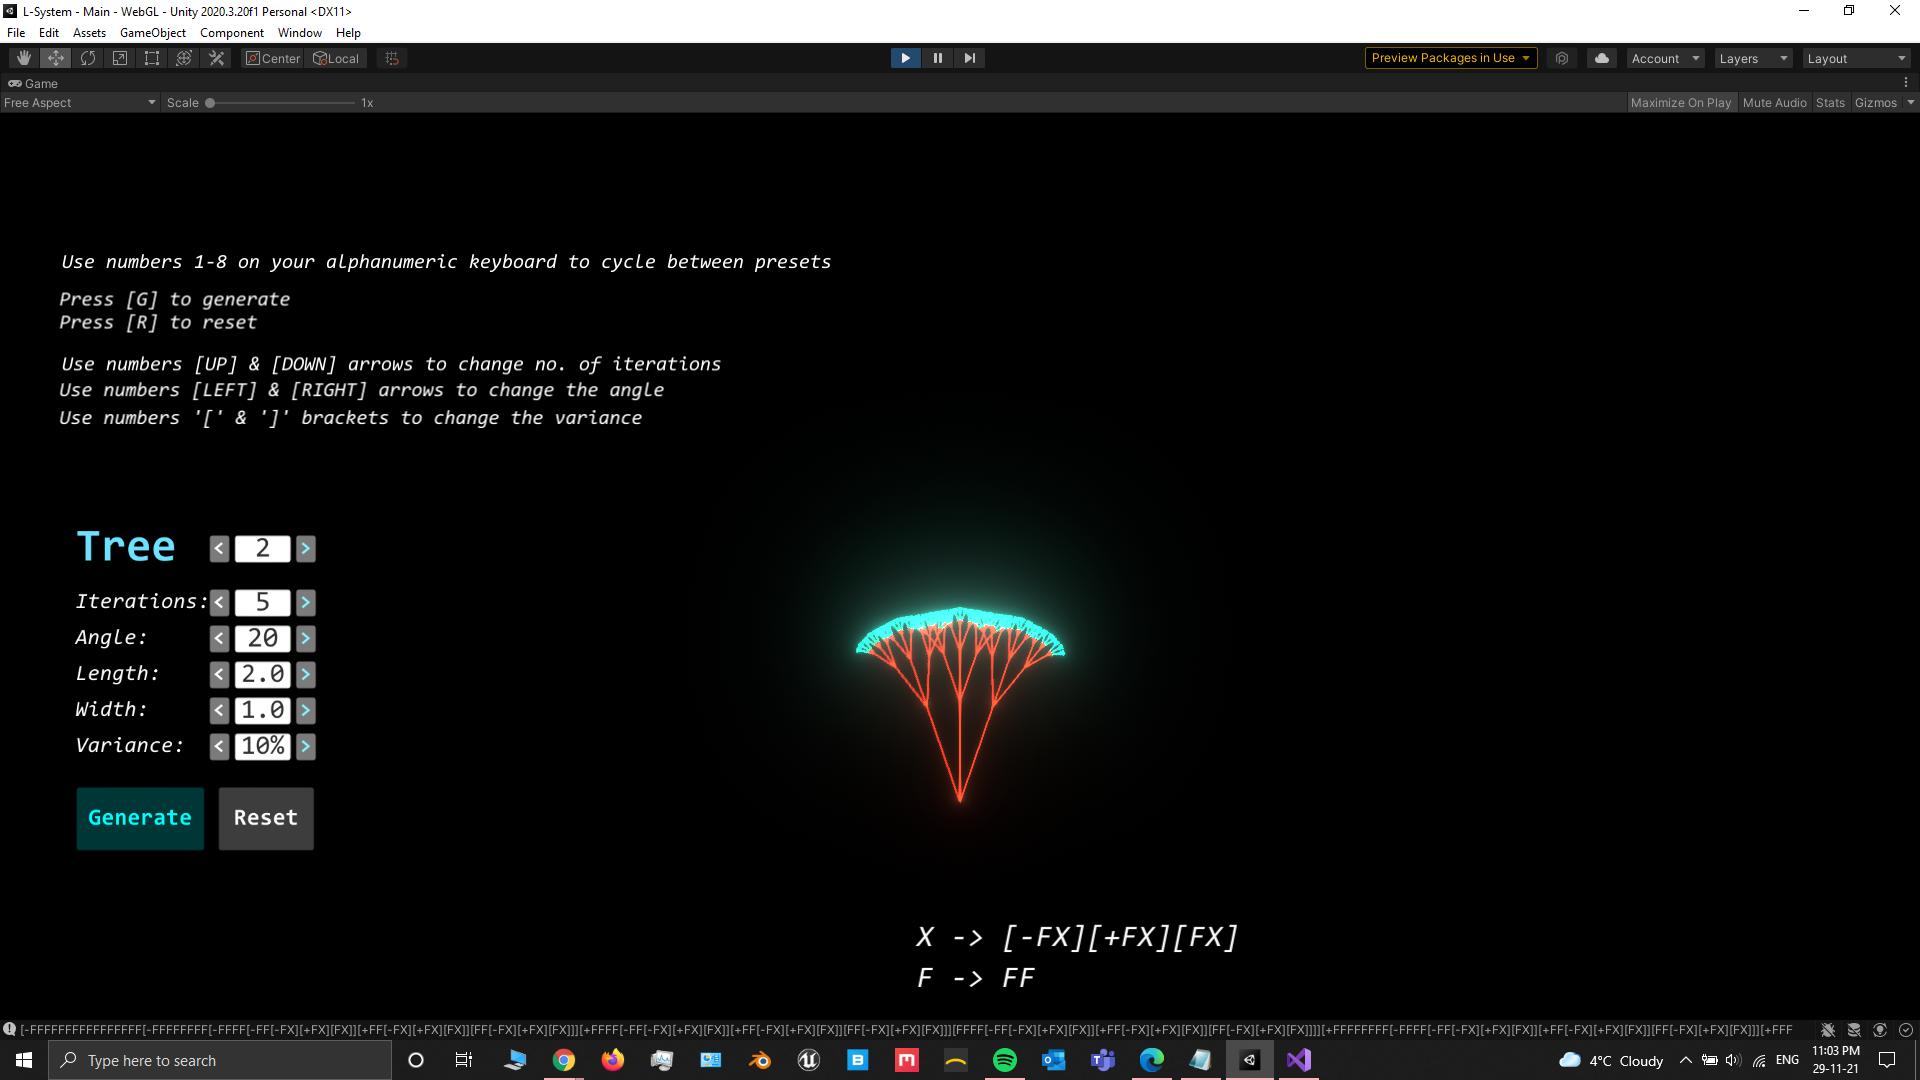 L-System - Main - WebGL - Unity 2020.3.20f1 Personal <DX11>
File Edit Assets GameObject Component Window Help
Center Local Preview Packages in Use Account Layers Layout
Game
Free Aspect Scale 1x Maximize On Play Mute Audio Stats Gizmos
Use numbers 1-8 on your alphanumeric keyboard to cycle between presets
Press [G] to generate
Press [R] to reset
Use numbers [UP] & [DOWN] arrows to change no. of iterations
Use numbers [LEFT] & [RIGHT] arrows to change the angle
Use numbers '[' & ']' brackets to change the variance
Tree < 2 >
Iterations: < 5 >
Angle: < 20 >
Length: < 2.0 >
Width: < 1.0 >
Variance: < 10% >
Generate Reset
X -> [-FX][+FX][FX]
F -> FF
[-FFFFFFFFFFFFFFFF[-FFFFFFFF[-FFFF[-FF[-FX][+FX][FX]][+FF[-FX][+FX][FX]][FF[-FX][+FX][FX]]][+FFFF[-FF[-FX][+FX][FX]][+FF[-FX][+FX][FX]][FF[-FX][+FX][FX]]][FFFF[-FF[-FX][+FX][FX]][+FF[-FX][+FX][FX]][FF[-FX][+FX][FX]]]][+FFFFFFFF[-FFFF[-FF[-FX][+FX][FX]][+FF[-FX][+FX][FX]][FF[-FX][+FX][FX]]][+FFF
Type here to search 4°C Cloudy ENG 11:03 PM
29-11-21